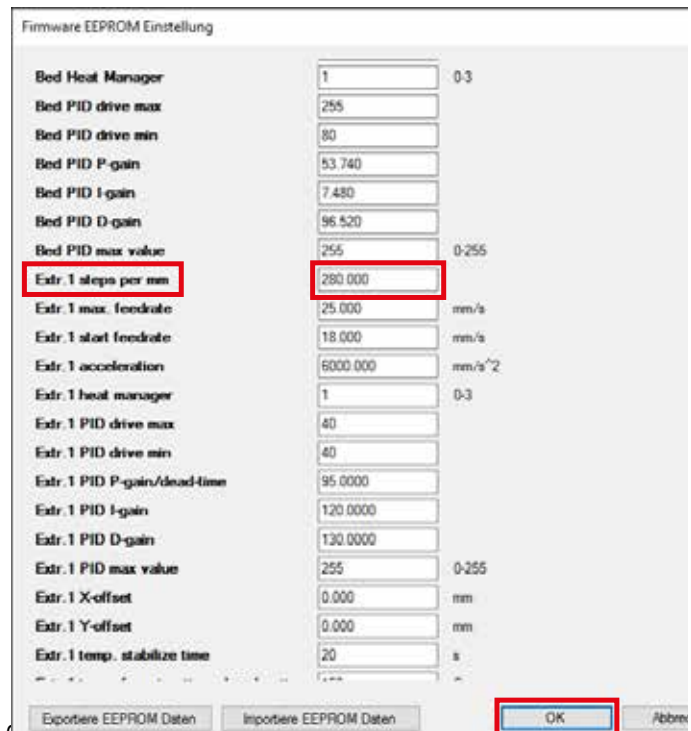 Firmware EEPROM Einstellung
Bed Heat Manager 1 0-3
Bed PID drive max 255
Bed PID drive min 80
Bed PID P-gain 53.740
Bed PID I-gain 7.480
Bed PID D-gain 96.520
Bed PID max value 255 0-255
Extr.1 steps per mm 280.000
Extr.1 max. feedrate 25.000 mm/s
Extr.1 start feedrate 18.000 mm/s
Extr.1 acceleration 6000.000 mm/s^2
Extr.1 heat manager 1 0-3
Extr.1 PID drive max 40
Extr.1 PID drive min 40
Extr.1 PID P-gain/dead-time 95.0000
Extr.1 PID I-gain 120.0000
Extr.1 PID D-gain 130.0000
Extr.1 PID max value 255 0-255
Extr.1 X-offset 0.000 mm
Extr.1 Y-offset 0.000 mm
Extr.1 temp. stabilize time 20 s
Exportiere EEPROM Daten Importiere EEPROM Daten OK Abbrec